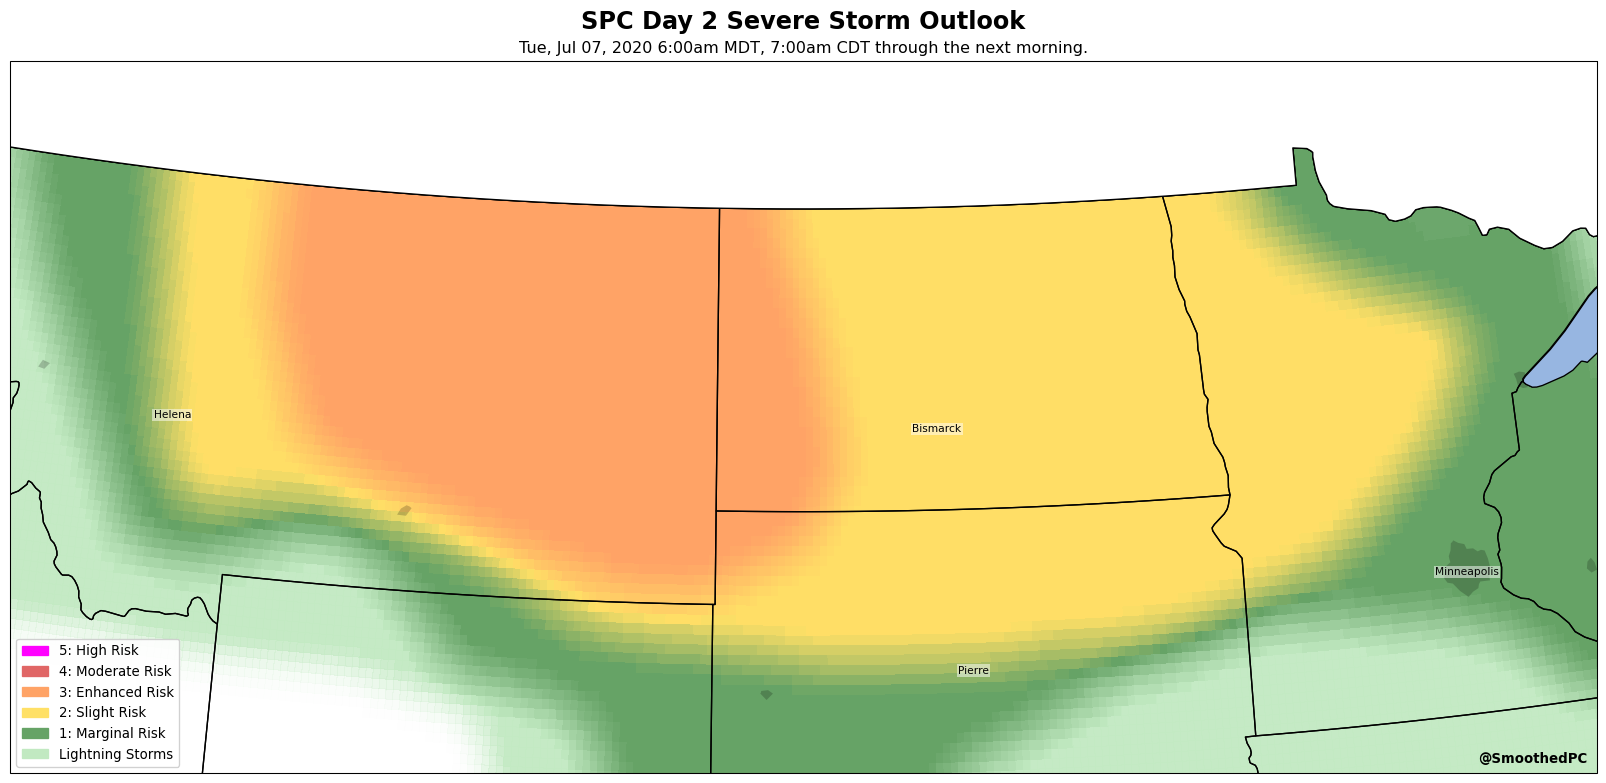 SPC Day 2 Severe Storm Outlook
Tue, Jul 07, 2020 6:00am MDT, 7:00am CDT through the next morning.
Helena
Bismarck
Minneapolis
Pierre
5: High Risk
4: Moderate Risk
3: Enhanced Risk
2: Slight Risk
1: Marginal Risk
Lightning Storms
@SmoothedPC